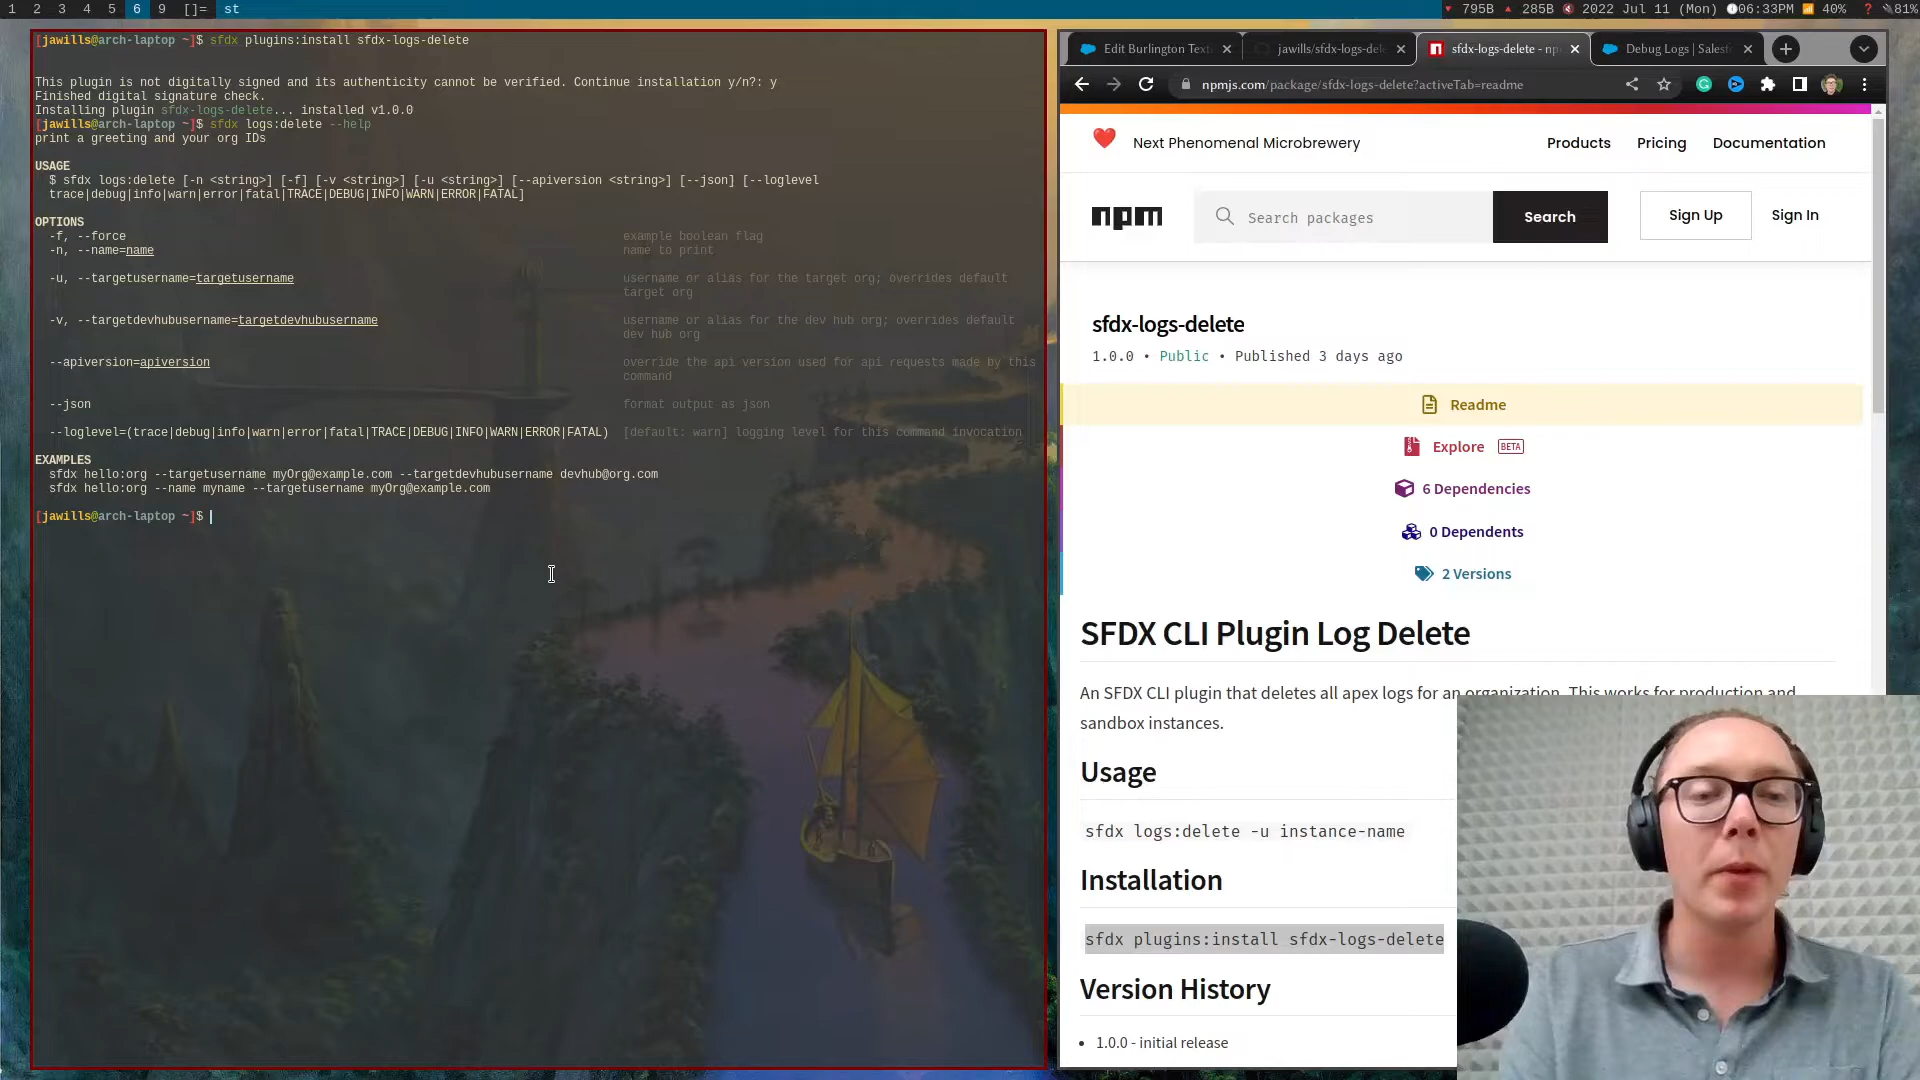 1 2 3 4 5 6 9 []= st
795B 285B 2022 Jul 11 (Mon) 06:33PM 40% 81%
[jawills@arch-laptop ~]$ sfdx plugins:install sfdx-logs-delete
This plugin is not digitally signed and its authenticity cannot be verified. Continue installation y/n?: y
Finished digital signature check.
Installing plugin sfdx-logs-delete... installed v1.0.0
[jawills@arch-laptop ~]$ sfdx logs:delete --help
print a greeting and your org IDs
USAGE
$ sfdx logs:delete [-n <string>] [-f] [-v <string>] [-u <string>] [--apiversion <string>] [--json] [--loglevel
trace|debug|info|warn|error|fatal|TRACE|DEBUG|INFO|WARN|ERROR|FATAL]
OPTIONS
-f, --force example boolean flag
-n, --name=name name to print
-u, --targetusername=targetusername username or alias for the target org; overrides default
target org
-v, --targetdevhubusername=targetdevhubusername username or alias for the dev hub org; overrides default
dev hub org
--apiversion=apiversion override the api version used for api requests made by this
command
--json format output as json
--loglevel=(trace|debug|info|warn|error|fatal|TRACE|DEBUG|INFO|WARN|ERROR|FATAL) [default: warn] logging level for this command invocation
EXAMPLES
sfdx hello:org --targetusername myOrg@example.com --targetdevhubusername devhub@org.com
sfdx hello:org --name myname --targetusername myOrg@example.com
[jawills@arch-laptop ~]$
Edit Burlington Text
jawills/sfdx-logs-del
sfdx-logs-delete - np
Debug Logs | Salesf
npmjs.com/package/sfdx-logs-delete?activeTab=readme
Next Phenomenal Microbrewery
Products Pricing Documentation
npm
Search packages
Search
Sign Up
Sign In
sfdx-logs-delete
1.0.0 • Public • Published 3 days ago
Readme
Explore BETA
6 Dependencies
0 Dependents
2 Versions
SFDX CLI Plugin Log Delete
An SFDX CLI plugin that deletes all apex logs for an organization. This works for production and
sandbox instances.
Usage
sfdx logs:delete -u instance-name
Installation
sfdx plugins:install sfdx-logs-delete
Version History
• 1.0.0 - initial release